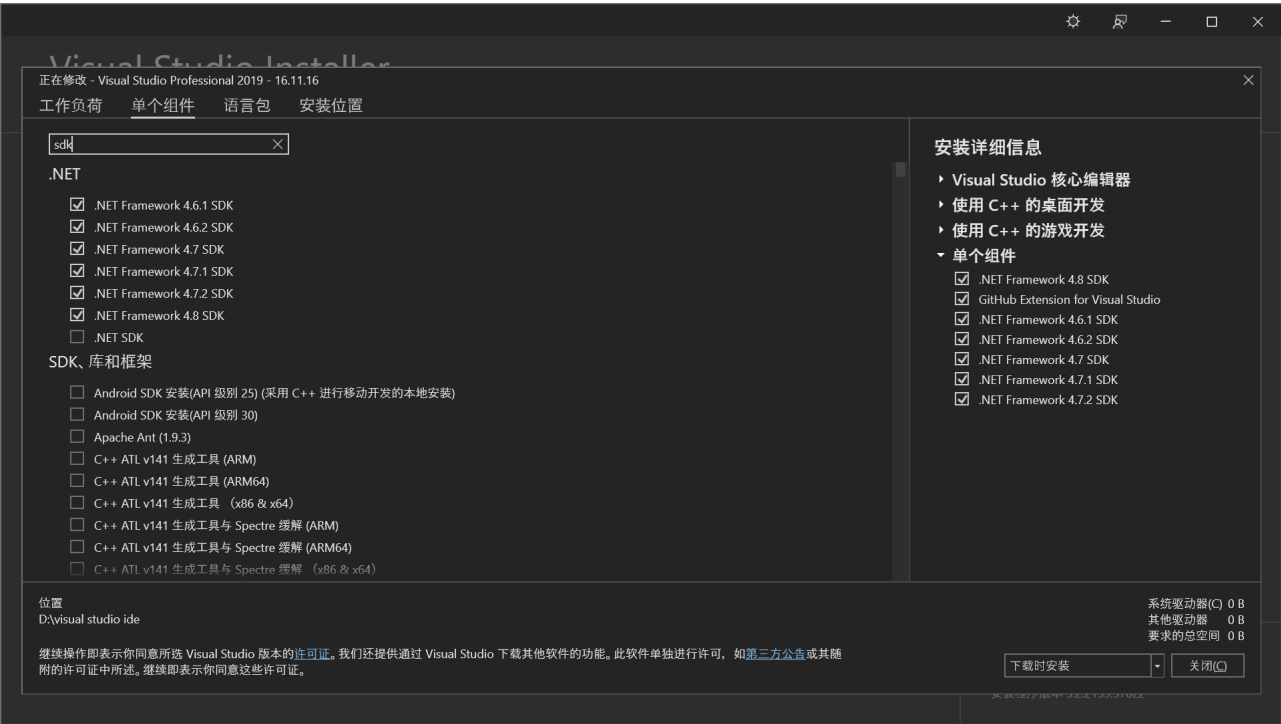 Visual Studio Installer
正在修改 - Visual Studio Professional 2019 - 16.11.16
工作负荷 单个组件 语言包 安装位置
sdk
.NET
.NET Framework 4.6.1 SDK
.NET Framework 4.6.2 SDK
.NET Framework 4.7 SDK
.NET Framework 4.7.1 SDK
.NET Framework 4.7.2 SDK
.NET Framework 4.8 SDK
.NET SDK
SDK、库和框架
Android SDK 安装(API 级别 25) (采用 C++ 进行移动开发的本地安装)
Android SDK 安装(API 级别 30)
Apache Ant (1.9.3)
C++ ATL v141 生成工具 (ARM)
C++ ATL v141 生成工具 (ARM64)
C++ ATL v141 生成工具 （x86 & x64）
C++ ATL v141 生成工具与 Spectre 缓解 (ARM)
C++ ATL v141 生成工具与 Spectre 缓解 (ARM64)
C++ ATL v141 生成工具与 Spectre 缓解 （x86 & x64）
安装详细信息
Visual Studio 核心编辑器
使用 C++ 的桌面开发
使用 C++ 的游戏开发
单个组件
.NET Framework 4.8 SDK
GitHub Extension for Visual Studio
.NET Framework 4.6.1 SDK
.NET Framework 4.6.2 SDK
.NET Framework 4.7 SDK
.NET Framework 4.7.1 SDK
.NET Framework 4.7.2 SDK
位置
D:\visual studio ide
继续操作即表示你同意所选 Visual Studio 版本的许可证。我们还提供通过 Visual Studio 下载其他软件的功能。此软件单独进行许可，如第三方公告或其随
附的许可证中所述。继续即表示你同意这些许可证。
系统驱动器(C) 0 B
其他驱动器 0 B
要求的总空间 0 B
下载时安装 关闭(C)
安装程序版本